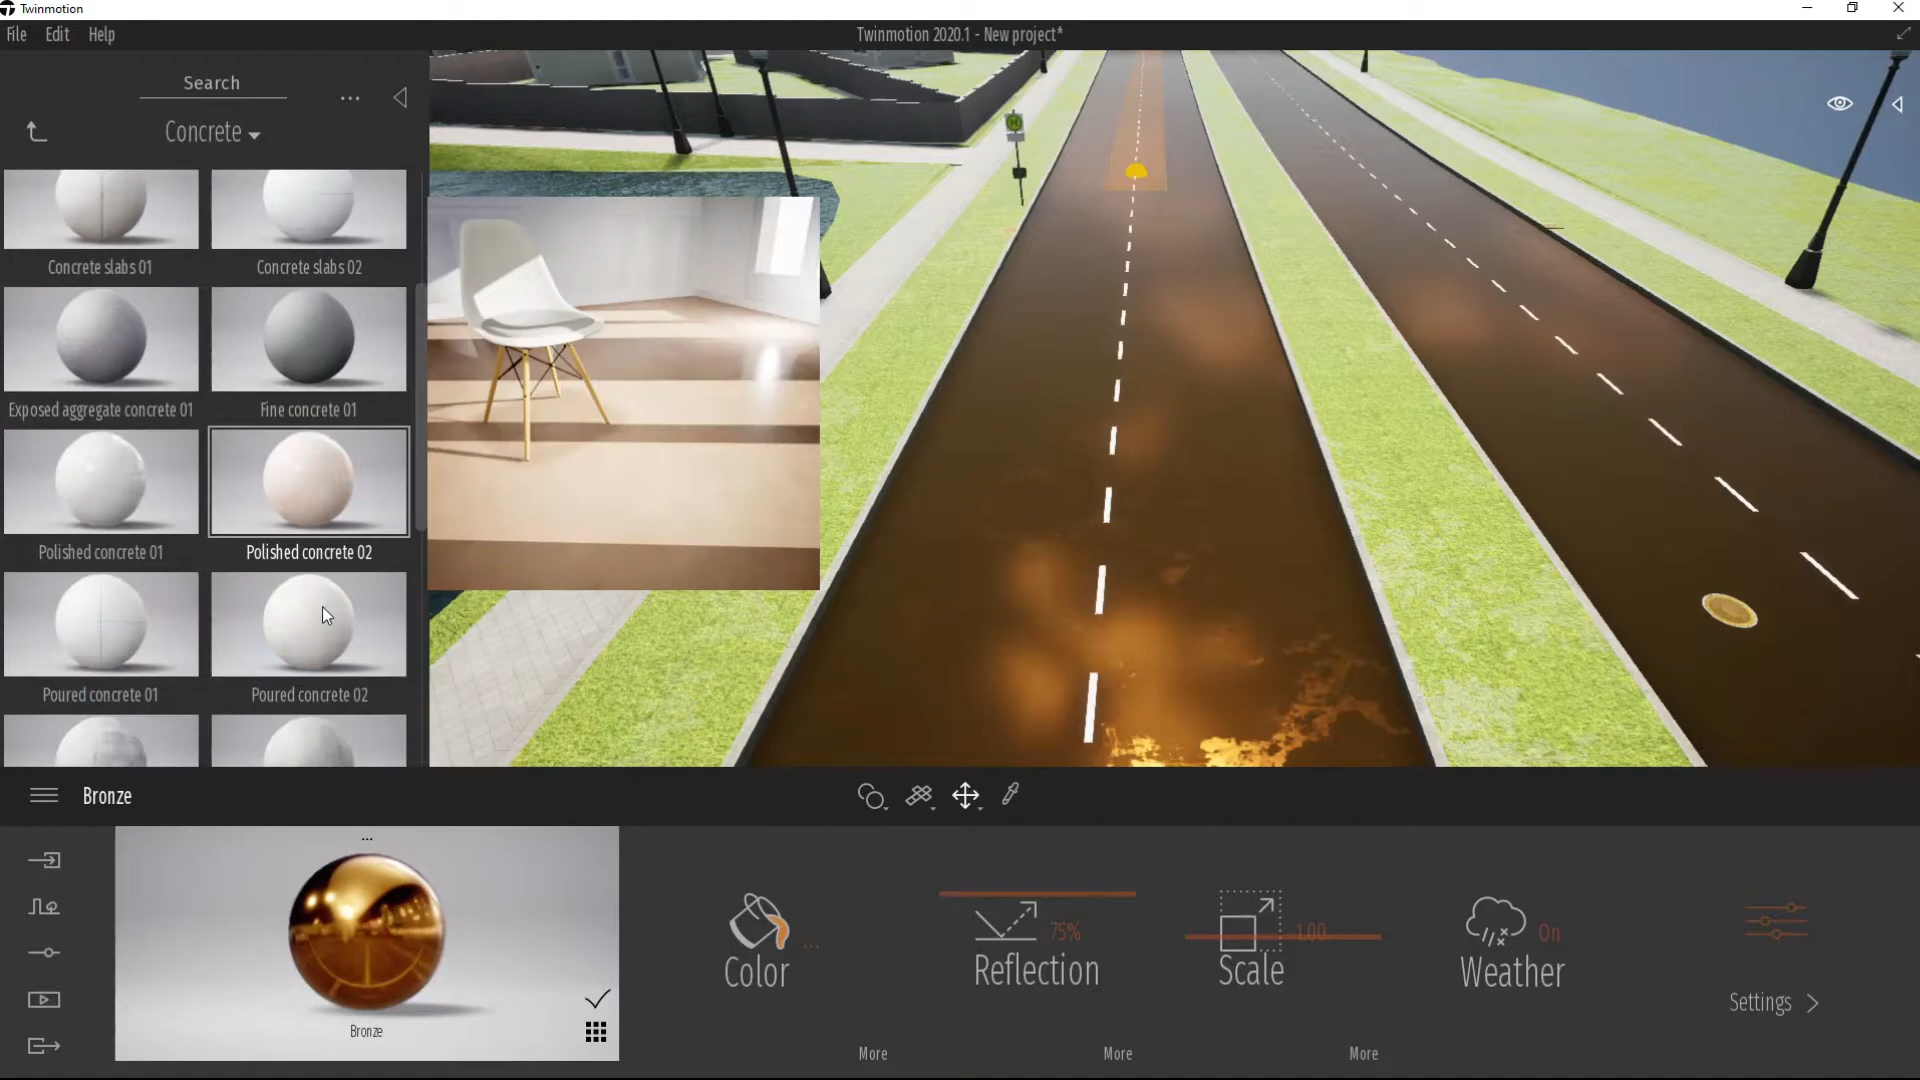 Twinmotion
File Edit Help
Twinmotion 2020.1 - New project*
Search
...
Concrete
Concrete slabs 01
Concrete slabs 02
Exposed aggregate concrete 01
Fine concrete 01
Polished concrete 01
Polished concrete 02
Poured concrete 01
Poured concrete 02
H
Bronze
...
Bronze
Color
...
75%
Reflection
1.00
Scale
On
Weather
Settings
More
More
More